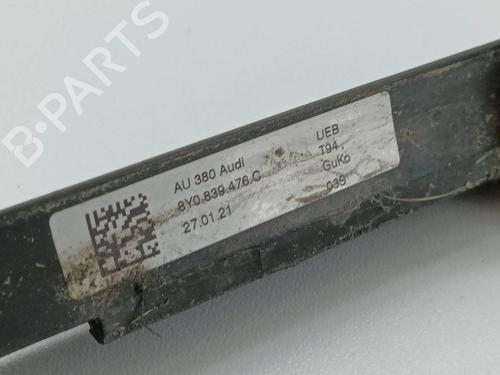 B-PARTS
AU 380 Audi
8Y0.839.476.C
27.01.21
UEB
T94.
GuKo
039